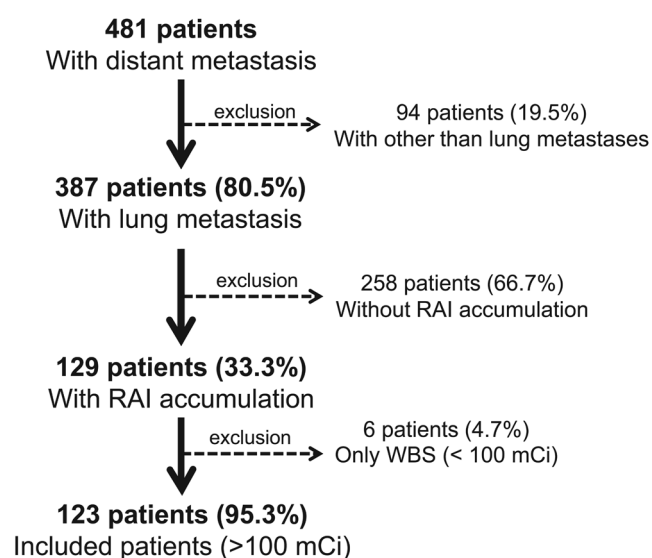 481 patients
With distant metastasis
exclusion
94 patients (19.5%)
With other than lung metastases
387 patients (80.5%)
With lung metastasis
exclusion
258 patients (66.7%)
Without RAI accumulation
129 patients (33.3%)
With RAI accumulation
exclusion
6 patients (4.7%)
Only WBS (< 100 mCi)
123 patients (95.3%)
Included patients (>100 mCi)